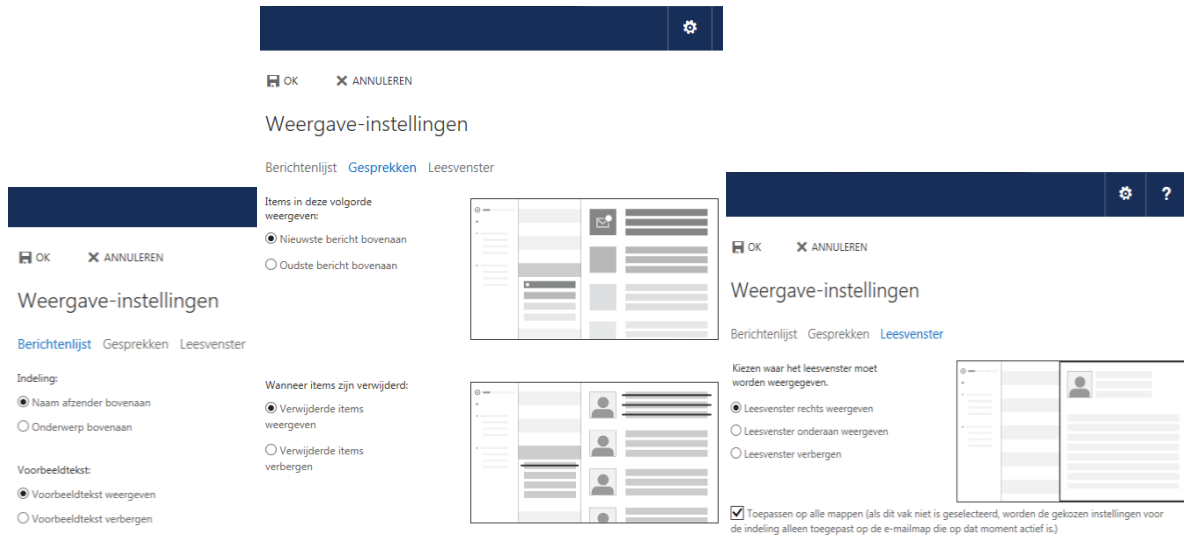 OK ANNULEREN
Weergave-instellingen
Berichtenlijst Gesprekken Leesvenster
Indeling:
Naam afzender bovenaan
Onderwerp bovenaan
Voorbeeldtekst:
Voorbeeldtekst weergeven
Voorbeeldtekst verbergen
OK ANNULEREN
Weergave-instellingen
Berichtenlijst Gesprekken Leesvenster
Items in deze volgorde
weergeven:
Nieuwste bericht bovenaan
Oudste bericht bovenaan
Wanneer items zijn verwijderd:
Verwijderde items
weergeven
Verwijderde items
verbergen
?
OK ANNULEREN
Weergave-instellingen
Berichtenlijst Gesprekken Leesvenster
Kiezen waar het leesvenster moet
worden weergegeven.
Leesvenster rechts weergeven
Leesvenster onderaan weergeven
Leesvenster verbergen
Toepassen op alle mappen (als dit vak niet is geselecteerd, worden de gekozen instellingen voor
de indeling alleen toegepast op de e-mailmap die op dat moment actief is.)